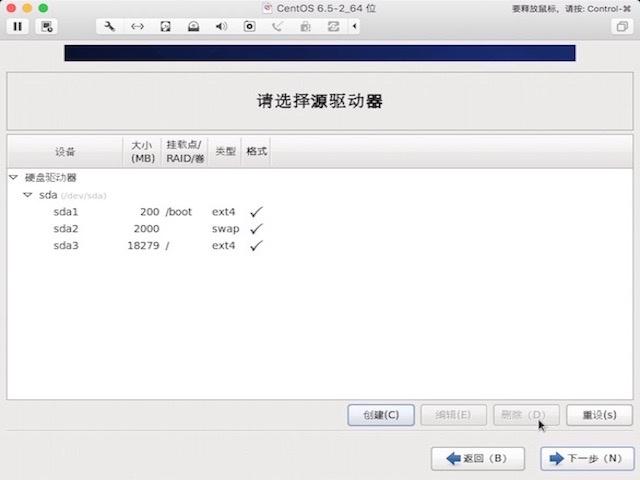 CentOS 6.5-2_64 位
要释放鼠标，请按: Control-⌘
请选择源驱动器
设备 大小 (MB) 挂载点/ RAID/卷 类型 格式
硬盘驱动器
sda (/dev/sda)
sda1 200 /boot ext4 ✓
sda2 2000 swap ✓
sda3 18279 / ext4 ✓
创建(C) 编辑(E) 删除（D） 重设(s)
返回（B） 下一步（N）